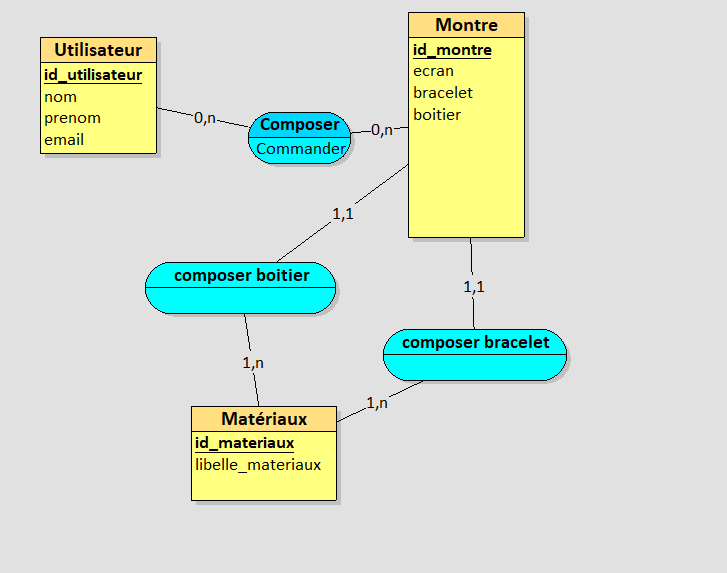 Utilisateur
id_utilisateur
nom
prenom
email
0,n
Composer
Commander
0,n
Montre
id_montre
ecran
bracelet
boitier
1,1
composer boitier
1,n
1,1
composer bracelet
1,n
Matériaux
id_materiaux
libelle_materiaux